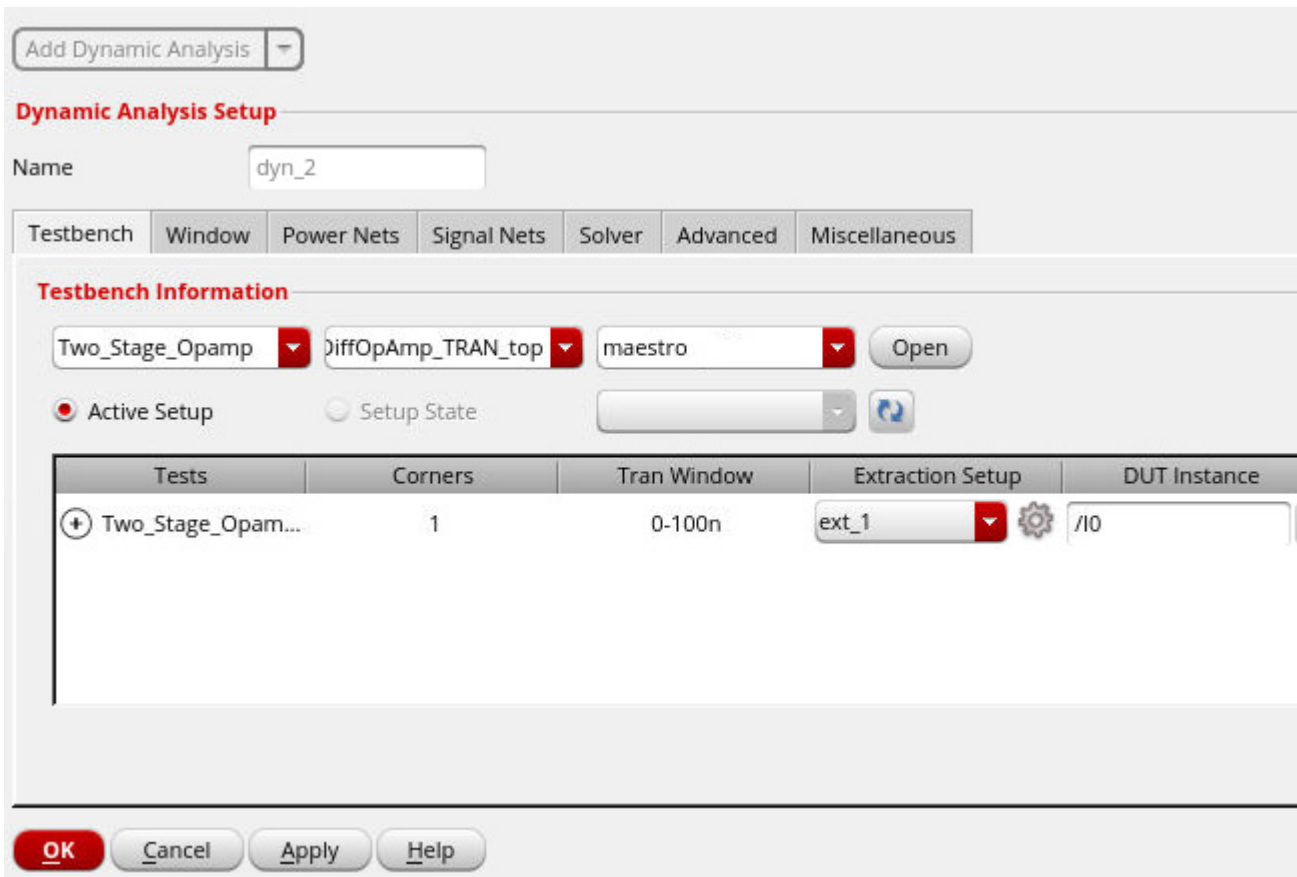 Add Dynamic Analysis
Dynamic Analysis Setup
Name dyn_2
Testbench Window Power Nets Signal Nets Solver Advanced Miscellaneous
Testbench Information
Two_Stage_Opamp DiffOpAmp_TRAN_top maestro Open
Active Setup Setup State
Tests Corners Tran Window Extraction Setup DUT Instance
Two_Stage_Opam... 1 0-100n ext_1 /I0
OK Cancel Apply Help